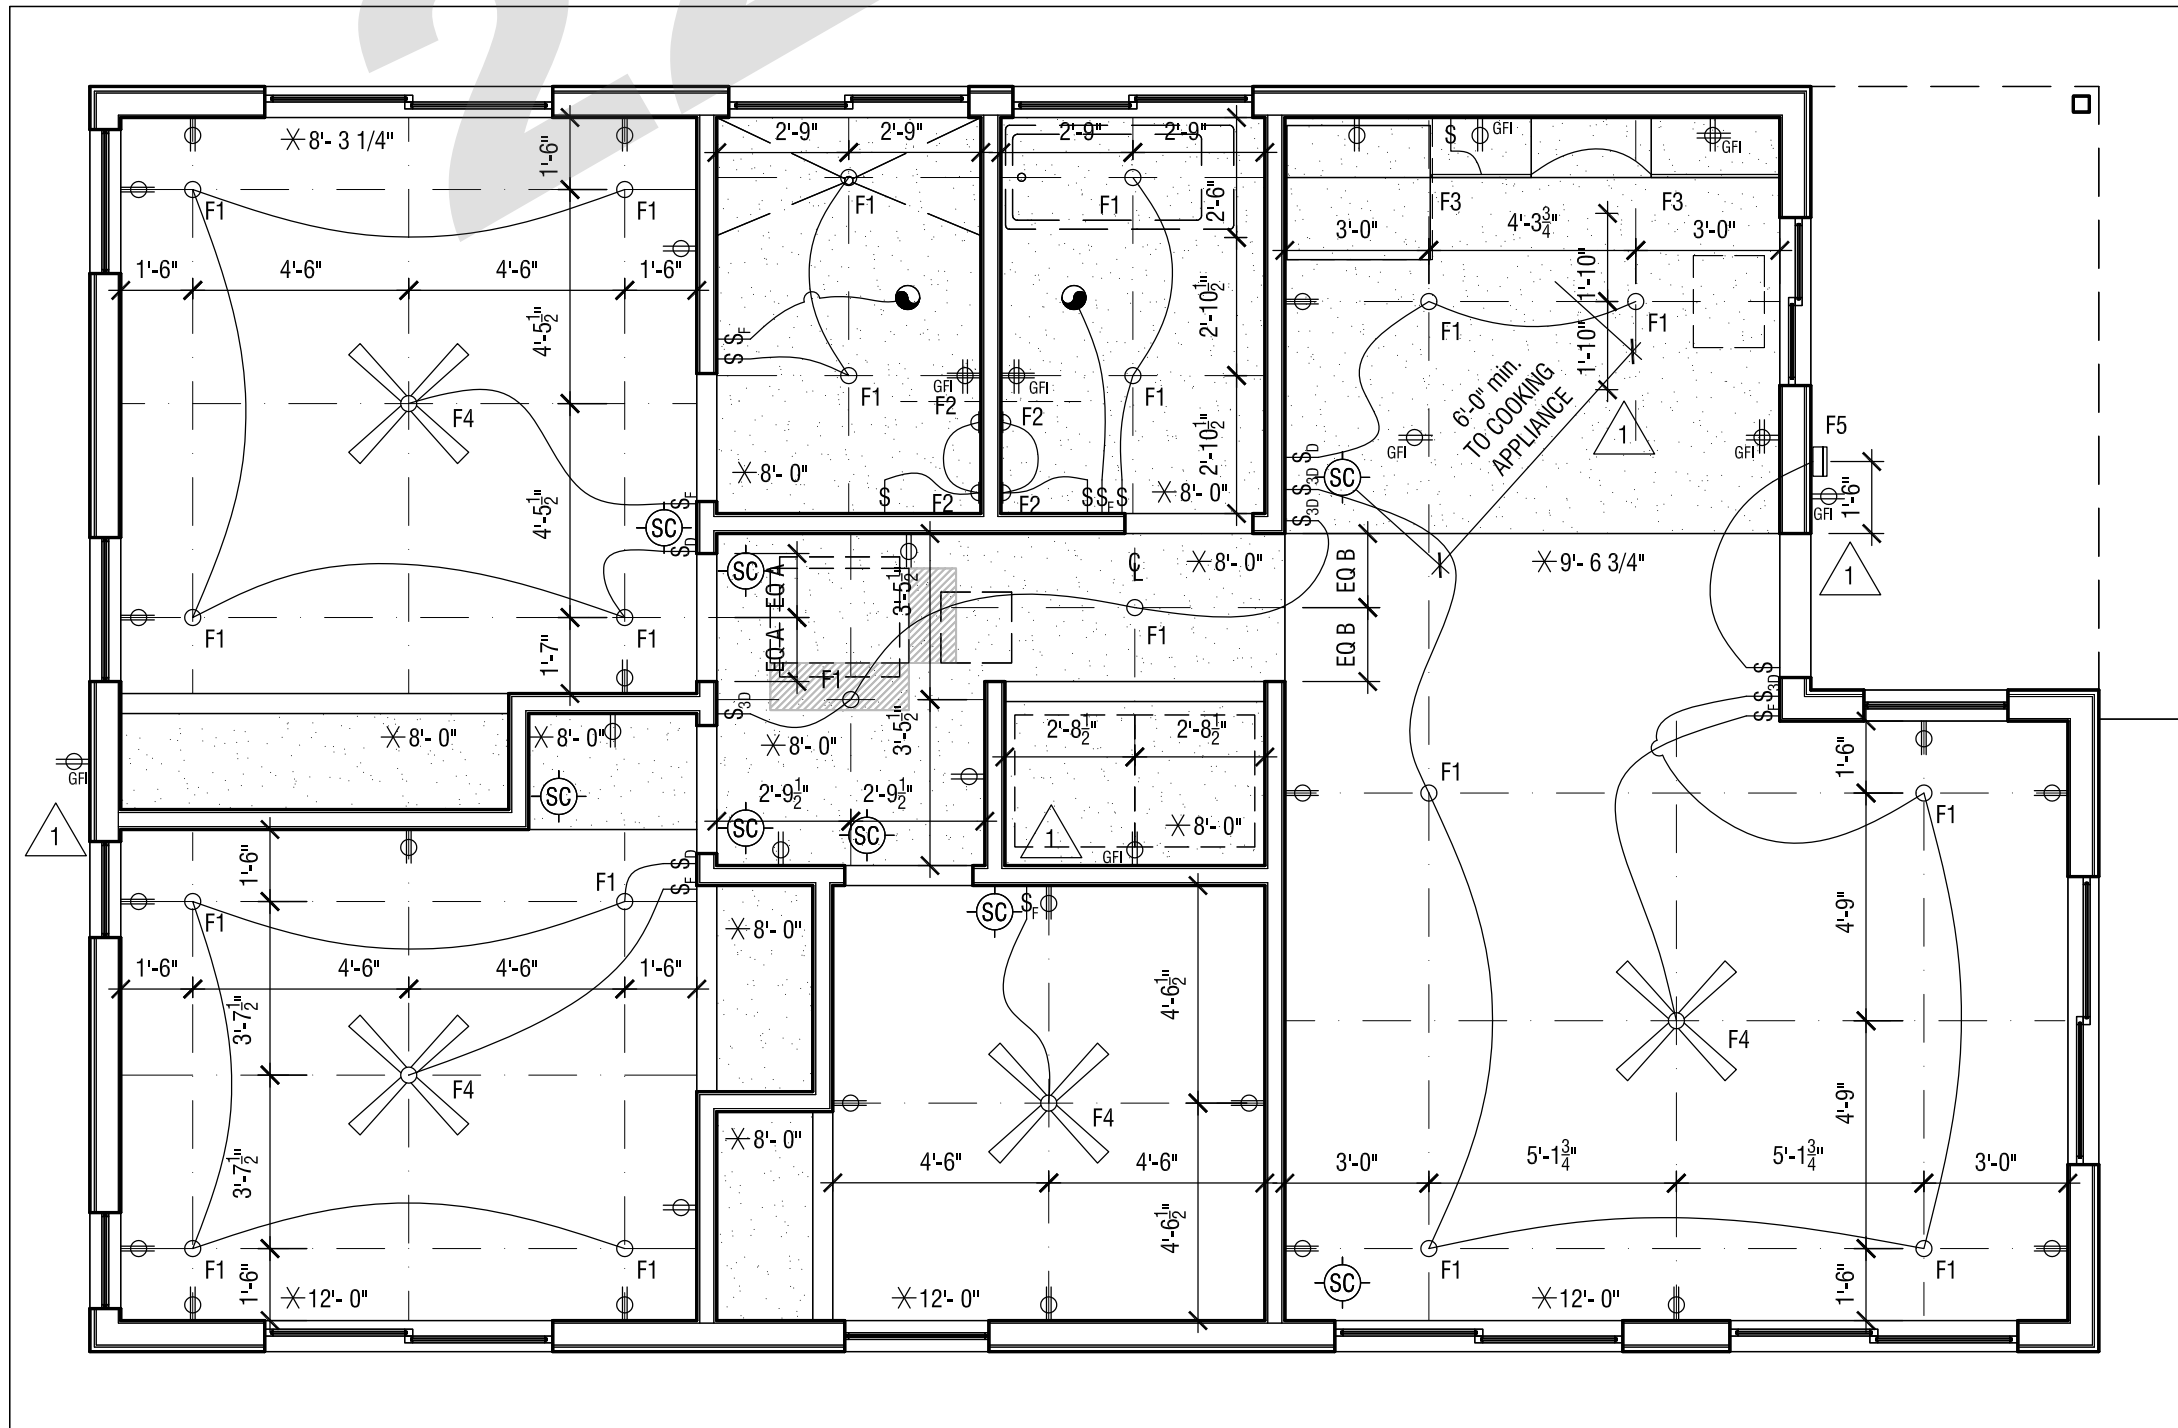 22
8'- 3 1/4"
1'-6"
F1
F1
1'-6"
4'-6"
4'-6"
1'-6"
4'-5 1/2"
F4
4'-5 1/2"
S F
SC
S D
F1
F1
1'-7"
2'-9"
2'-9"
F1
S F
S
F1
GFI
F2
8'- 0"
S
F2
2'-9"
2'-9"
F1
2'-6"
2'-10 1/2"
GFI
F2
F1
2'-10 1/2"
F2
S
S F
S
8'- 0"
S
GFI
GFI
F3
F3
3'-0"
4'-3 3/4"
3'-0"
1'-10"
F1
F1
1'-10"
6'-0" min.
TO COOKING
APPLIANCE
1
GFI
GFI
S D
S 3D
S 3D
SC
F5
1'-6"
GFI
1
SC
EQ A
EQ A
3'-5 1/2"
CL
8'- 0"
F1
EQ B
EQ B
9'- 6 3/4"
F1
S 3D
3'-5 1/2"
8'- 0"
2'-9 1/2"
2'-9 1/2"
SC
SC
2'-8 1/2"
2'-8 1/2"
1
8'- 0"
GFI
S
S 3D
S F
8'- 0"
8'- 0"
SC
GFI
1
1'-6"
F1
F1
S D
S F
1'-6"
4'-6"
4'-6"
1'-6"
3'-7 1/2"
F4
3'-7 1/2"
F1
F1
1'-6"
12'- 0"
8'- 0"
8'- 0"
SC
S F
4'-6 1/2"
F4
4'-6"
4'-6"
4'-6 1/2"
12'- 0"
F1
1'-6"
F1
4'-9"
F4
4'-9"
3'-0"
5'-1 3/4"
5'-1 3/4"
3'-0"
F1
F1
SC
12'- 0"
1'-6"